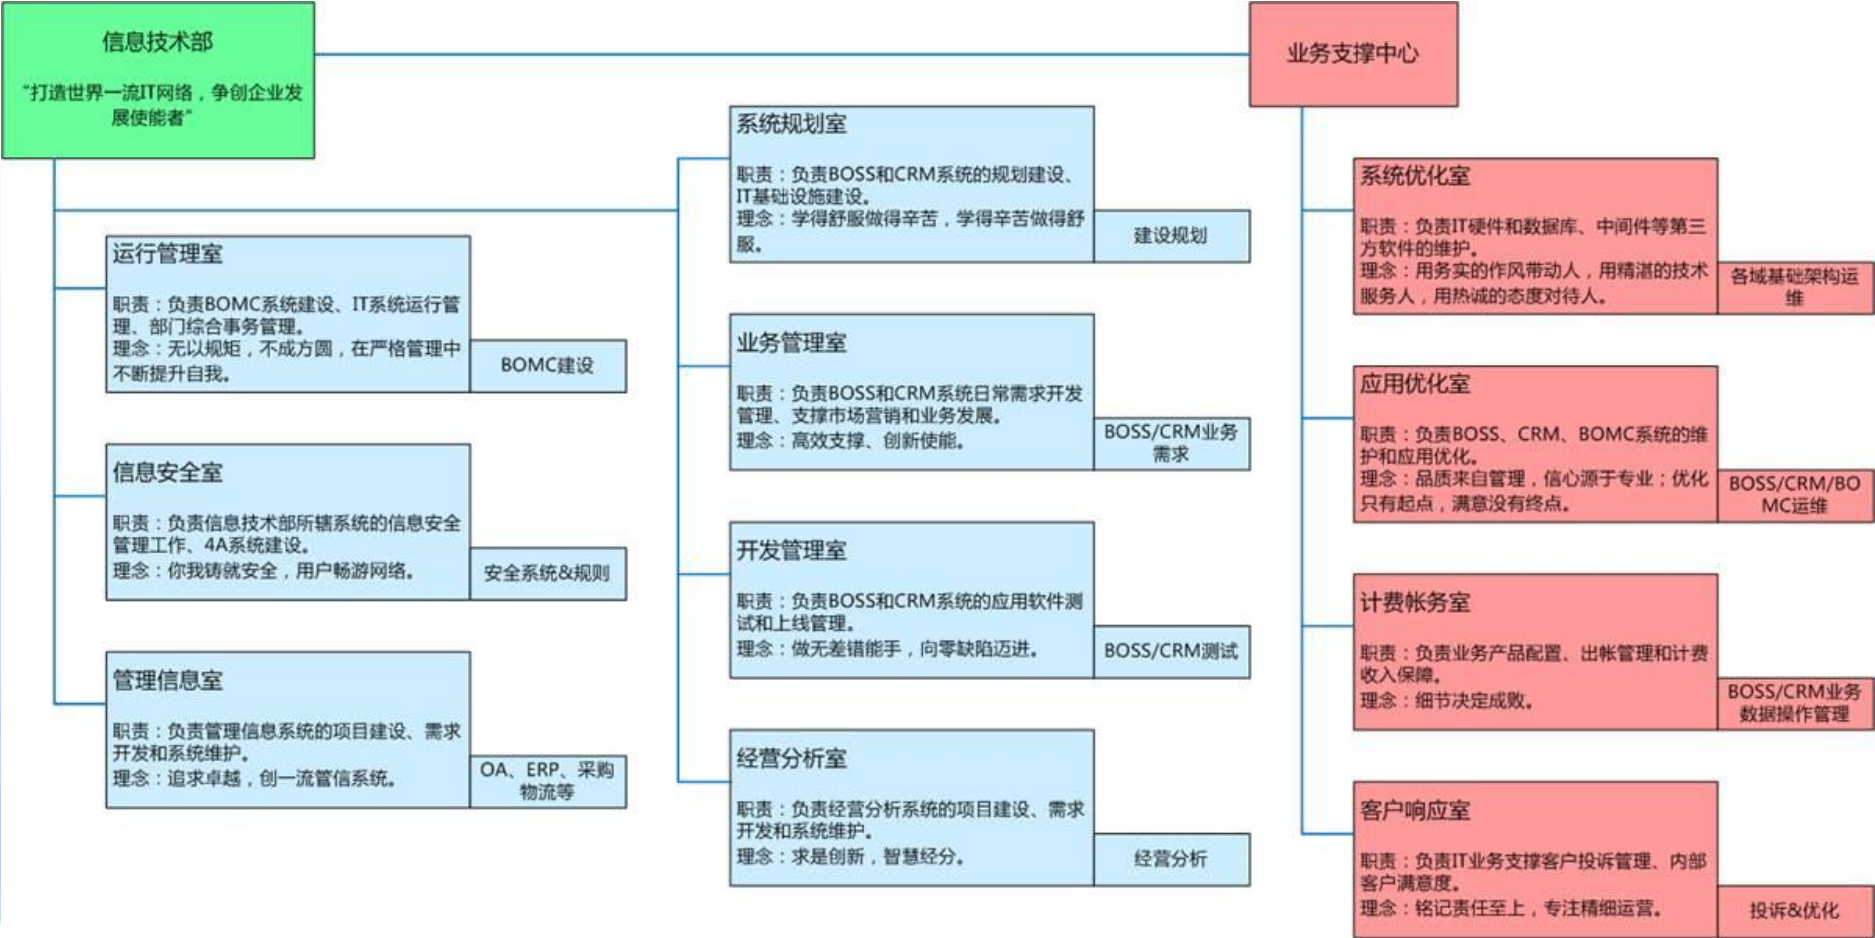 信息技术部
“打造世界一流IT网络，争创企业发
展使能者”
业务支撑中心
运行管理室
职责：负责BOMC系统建设、IT系统运行管
理、部门综合事务管理。
理念：无以规矩，不成方圆，在严格管理中
不断提升自我。
BOMC建设
信息安全室
职责：负责信息技术部所辖系统的信息安全
管理工作、4A系统建设。
理念：你我铸就安全，用户畅游网络。
安全系统&规则
管理信息室
职责：负责管理信息系统的项目建设、需求
开发和系统维护。
理念：追求卓越，创一流管信系统。
OA、ERP、采购
物流等
系统规划室
职责：负责BOSS和CRM系统的规划建设、
IT基础设施建设。
理念：学得舒服做得辛苦，学得辛苦做得舒
服。
建设规划
业务管理室
职责：负责BOSS和CRM系统日常需求开发
管理、支撑市场营销和业务发展。
理念：高效支撑、创新使能。
BOSS/CRM业务
需求
开发管理室
职责：负责BOSS和CRM系统的应用软件测
试和上线管理。
理念：做无差错能手，向零缺陷迈进。
BOSS/CRM测试
经营分析室
职责：负责经营分析系统的项目建设、需求
开发和系统维护。
理念：求是创新，智慧经分。
经营分析
系统优化室
职责：负责IT硬件和数据库、中间件等第三
方软件的维护。
理念：用务实的作风带动人，用精湛的技术
服务人，用热诚的态度对待人。
各域基础架构运
维
应用优化室
职责：负责BOSS、CRM、BOMC系统的维
护和应用优化。
理念：品质来自管理，信心源于专业；优化
只有起点，满意没有终点。
BOSS/CRM/BO
MC运维
计费帐务室
职责：负责业务产品配置、出帐管理和计费
收入保障。
理念：细节决定成败。
BOSS/CRM业务
数据操作管理
客户响应室
职责：负责IT业务支撑客户投诉管理、内部
客户满意度。
理念：铭记责任至上，专注精细运营。
投诉&优化